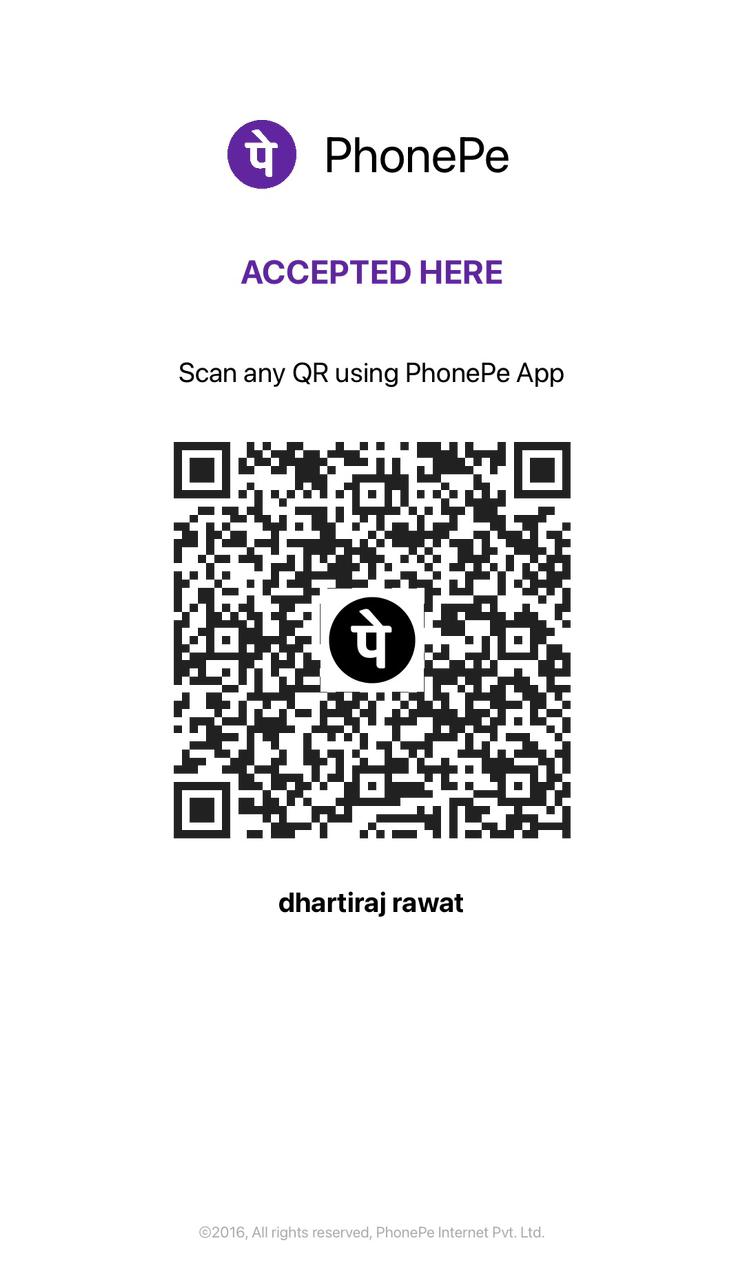 पे PhonePe
ACCEPTED HERE
Scan any QR using PhonePe App
पे
dhartiraj rawat
©2016, All rights reserved, PhonePe Internet Pvt. Ltd.